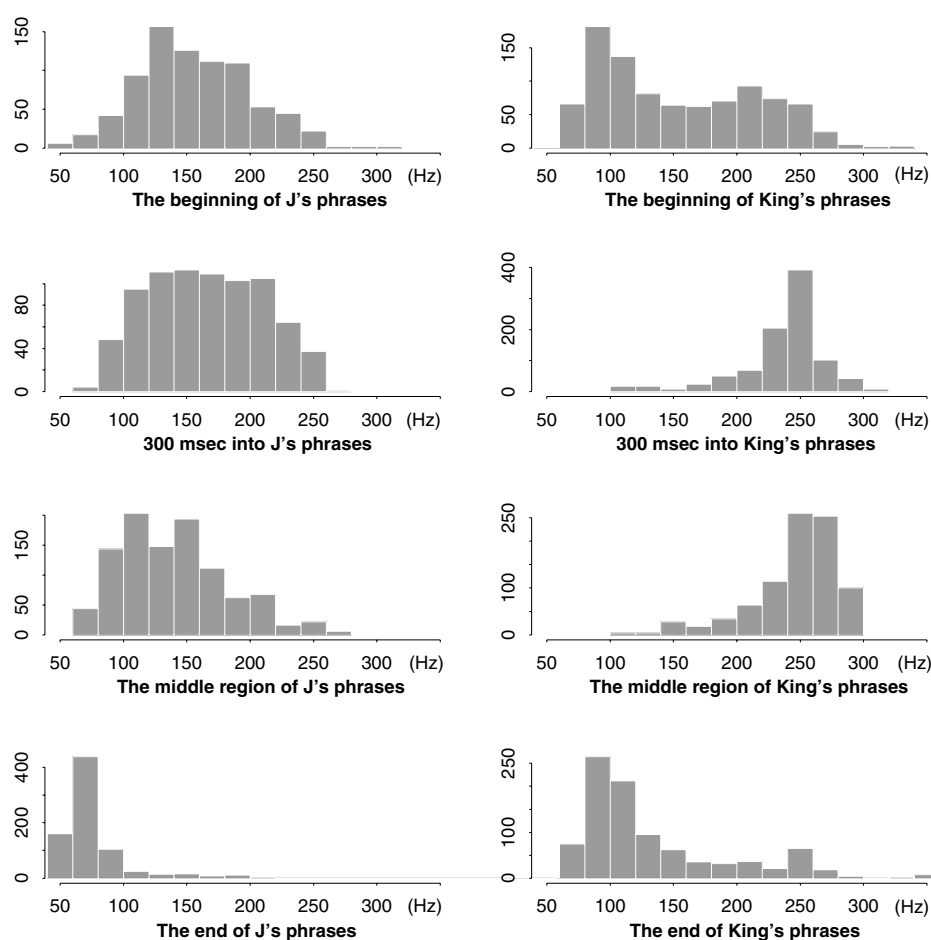 150
50
0
50 100 150 200 250 300 (Hz)
The beginning of J's phrases
150
50
0
50 100 150 200 250 300 (Hz)
The beginning of King's phrases
80
40
0
50 100 150 200 250 300 (Hz)
300 msec into J's phrases
400
200
0
50 100 150 200 250 300 350 (Hz)
300 msec into King's phrases
150
50
0
50 100 150 200 250 300 (Hz)
The middle region of J's phrases
250
100
0
50 100 150 200 250 300 (Hz)
The middle region of King's phrases
400
200
0
50 100 150 200 250 300 (Hz)
The end of J's phrases
250
100
0
50 100 150 200 250 300 (Hz)
The end of King's phrases